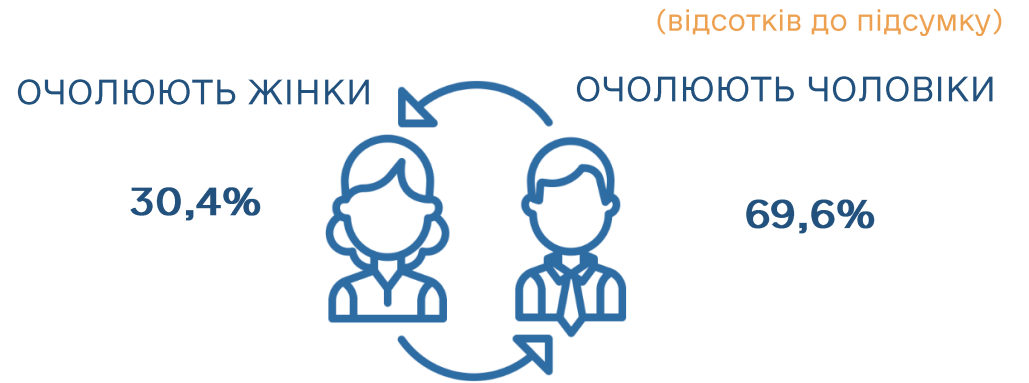 (відсотків до підсумку)
ОЧОЛЮЮТЬ ЖІНКИ
ОЧОЛЮЮТЬ ЧОЛОВІКИ
30,4%
69,6%